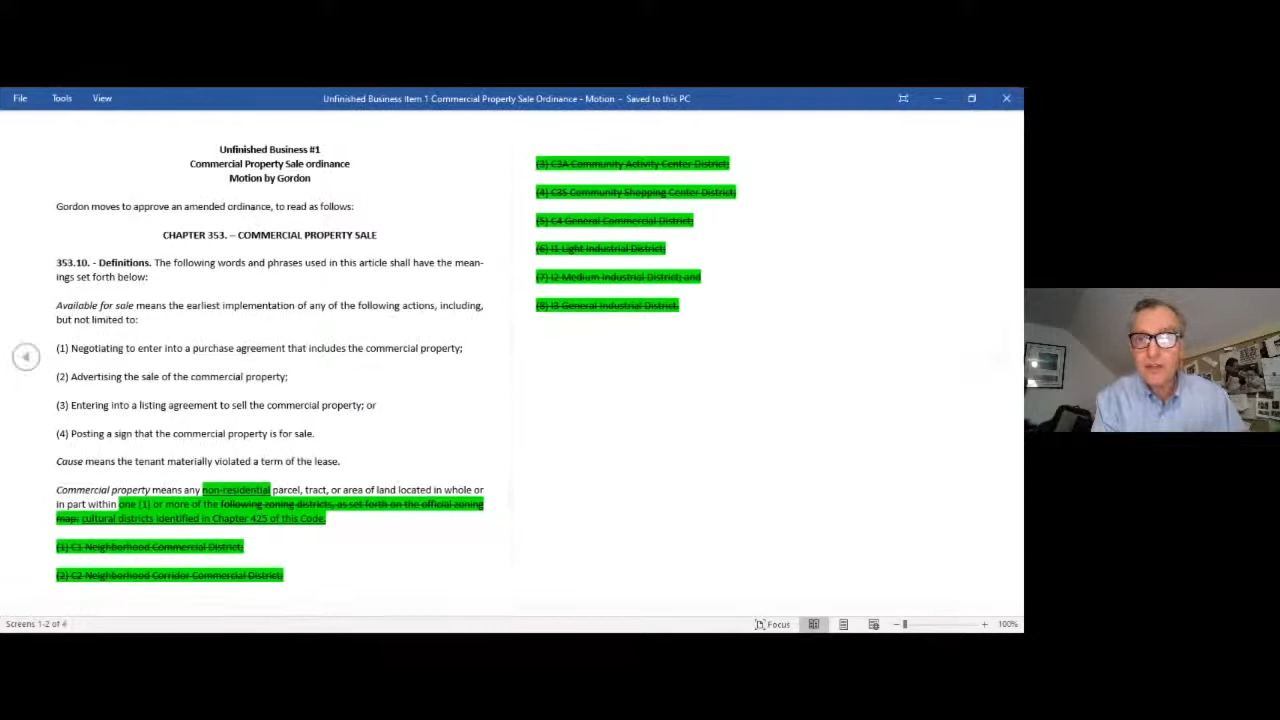 File Tools View
Unfinished Business Item 1 Commercial Property Sale Ordinance - Motion - Saved to this PC
Unfinished Business #1
Commercial Property Sale ordinance
Motion by Gordon
Gordon moves to approve an amended ordinance, to read as follows:
CHAPTER 353. – COMMERCIAL PROPERTY SALE
353.10. - Definitions. The following words and phrases used in this article shall have the mean-
ings set forth below:
Available for sale means the earliest implementation of any of the following actions, including,
but not limited to:
(1) Negotiating to enter into a purchase agreement that includes the commercial property;
(2) Advertising the sale of the commercial property;
(3) Entering into a listing agreement to sell the commercial property; or
(4) Posting a sign that the commercial property is for sale.
Cause means the tenant materially violated a term of the lease.
Commercial property means any non-residential parcel, tract, or area of land located in whole or
in part within one (1) or more of the following zoning districts, as set forth on the official zoning
map: cultural districts identified in Chapter 425 of this Code.
(1) C1 Neighborhood Commercial District;
(2) C2 Neighborhood Corridor Commercial District;
(3) C3A Community Activity Center District;
(4) C3S Community Shopping Center District;
(5) C4 General Commercial District;
(6) I1 Light Industrial District;
(7) I2 Medium Industrial District; and
(8) I3 General Industrial District.
Screens 1-2 of 4
Focus
100%